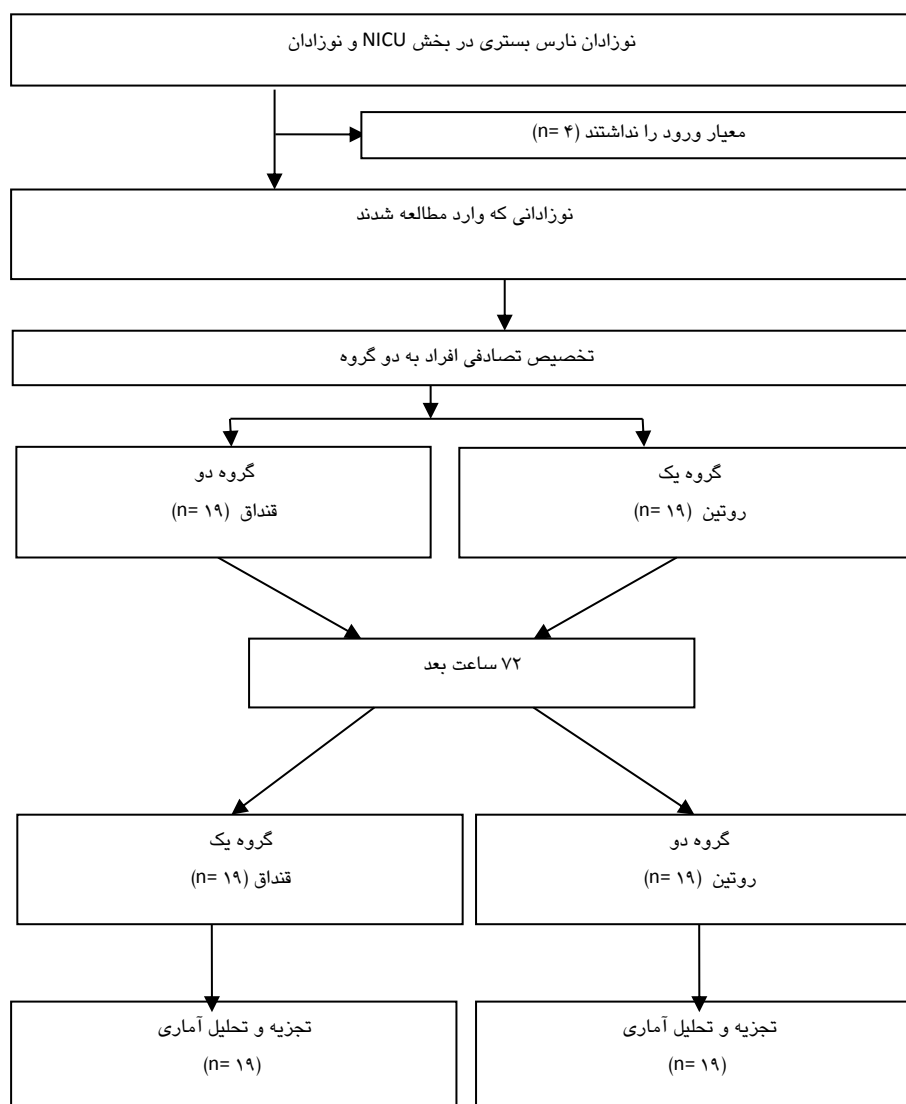 نوزادان نارس بستری در بخش NICU و نوزادان
معیار ورود را نداشتند (n= ۴)
نوزادانی که وارد مطالعه شدند
تخصیص تصادفی افراد به دو گروه
گروه یک
روتین (n= ۱۹)
گروه دو
قنداق (n= ۱۹)
۷۲ ساعت بعد
گروه دو
روتین (n= ۱۹)
گروه یک
قنداق (n= ۱۹)
تجزیه و تحلیل آماری
(n= ۱۹)
تجزیه و تحلیل آماری
(n= ۱۹)